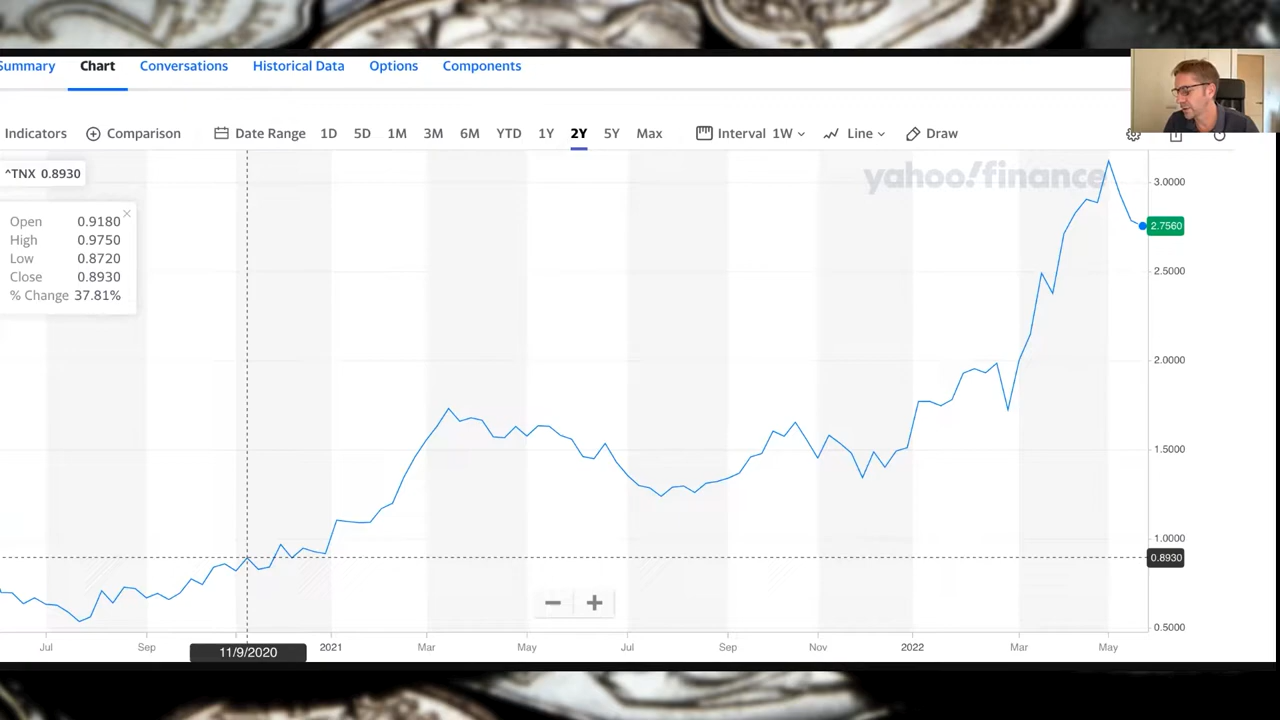 Summary Chart Conversations Historical Data Options Components
Indicators Comparison Date Range 1D 5D 1M 3M 6M YTD 1Y 2Y 5Y Max Interval 1W Line Draw
^TNX 0.8930
yahoo!finance
3.0000
Open 0.9180
High 0.9750
Low 0.8720
Close 0.8930
% Change 37.81%
2.7560
2.5000
2.0000
1.5000
1.0000
0.8930
0.5000
Jul Sep 11/9/2020 2021 Mar May Jul Sep Nov 2022 Mar May